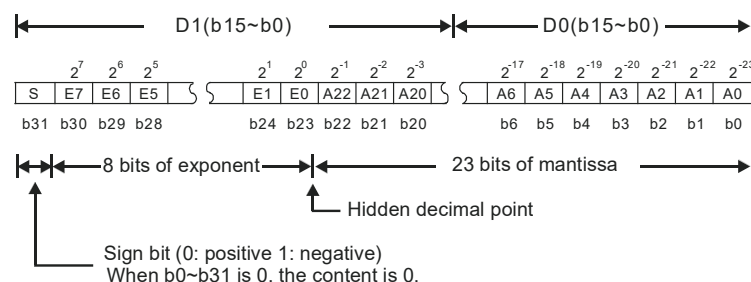 D1(b15~b0) D0(b15~b0)
2^7 2^6 2^5 2^1 2^0 2^-1 2^-2 2^-3 2^-17 2^-18 2^-19 2^-20 2^-21 2^-22 2^-23
S E7 E6 E5 E1 E0 A22 A21 A20 A6 A5 A4 A3 A2 A1 A0
b31 b30 b29 b28 b24 b23 b22 b21 b20 b6 b5 b4 b3 b2 b1 b0
8 bits of exponent 23 bits of mantissa
Hidden decimal point
Sign bit (0: positive 1: negative)
When b0~b31 is 0, the content is 0.